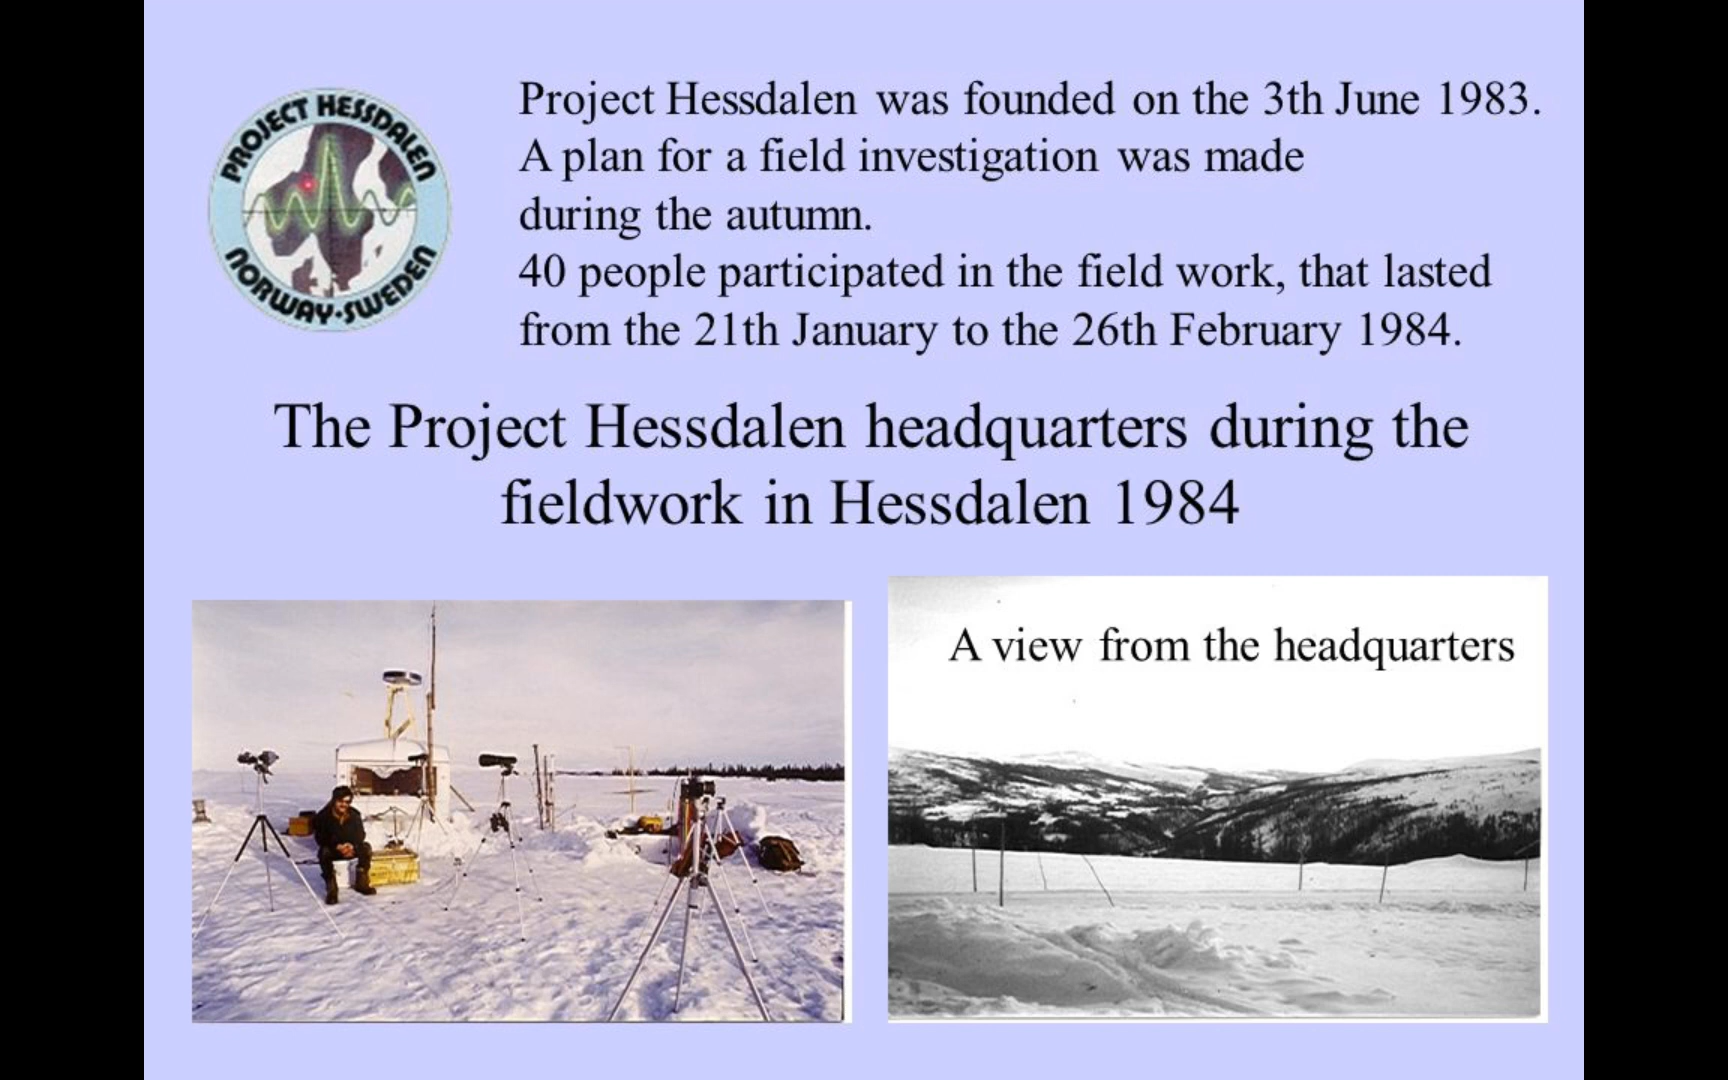 PROJECT HESSDALEN
NORWAY·SWEDEN
Project Hessdalen was founded on the 3th June 1983.
A plan for a field investigation was made
during the autumn.
40 people participated in the field work, that lasted
from the 21th January to the 26th February 1984.
The Project Hessdalen headquarters during the
fieldwork in Hessdalen 1984
A view from the headquarters